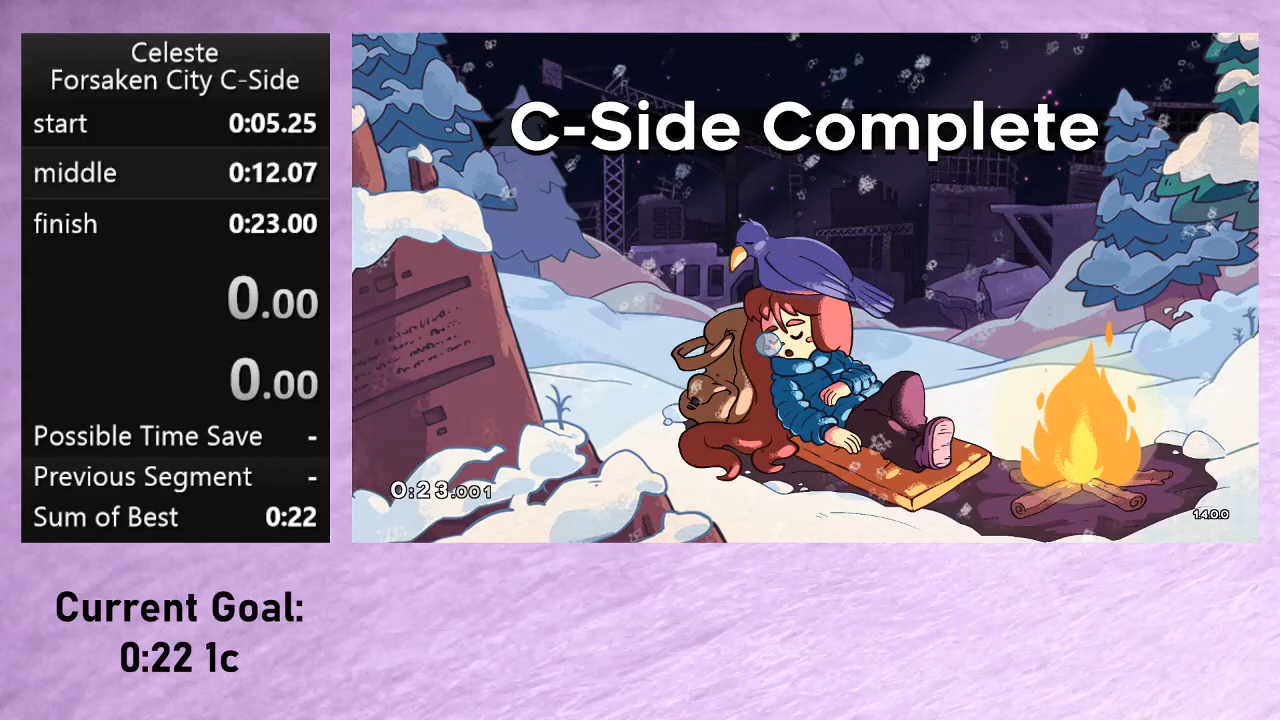 Celeste
Forsaken City C-Side
start 0:05.25
middle 0:12.07
finish 0:23.00
0.00
0.00
Possible Time Save -
Previous Segment -
Sum of Best 0:22
Current Goal:
0:22 1c
C-Side Complete
0:23.001
1.4.0.0